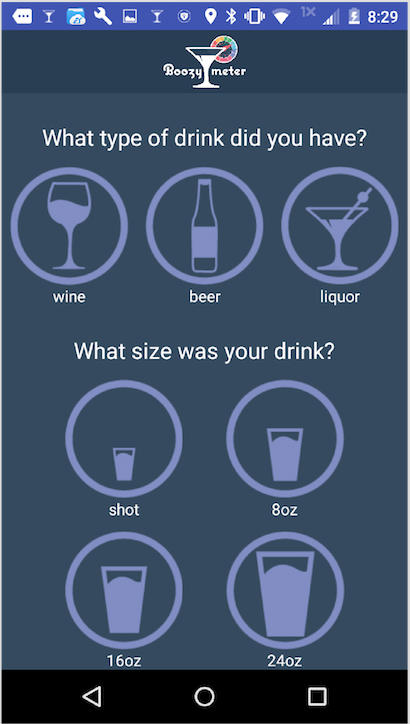 1X 8:29
Boozy meter
What type of drink did you have?
wine beer liquor
What size was your drink?
shot 8oz
16oz 24oz